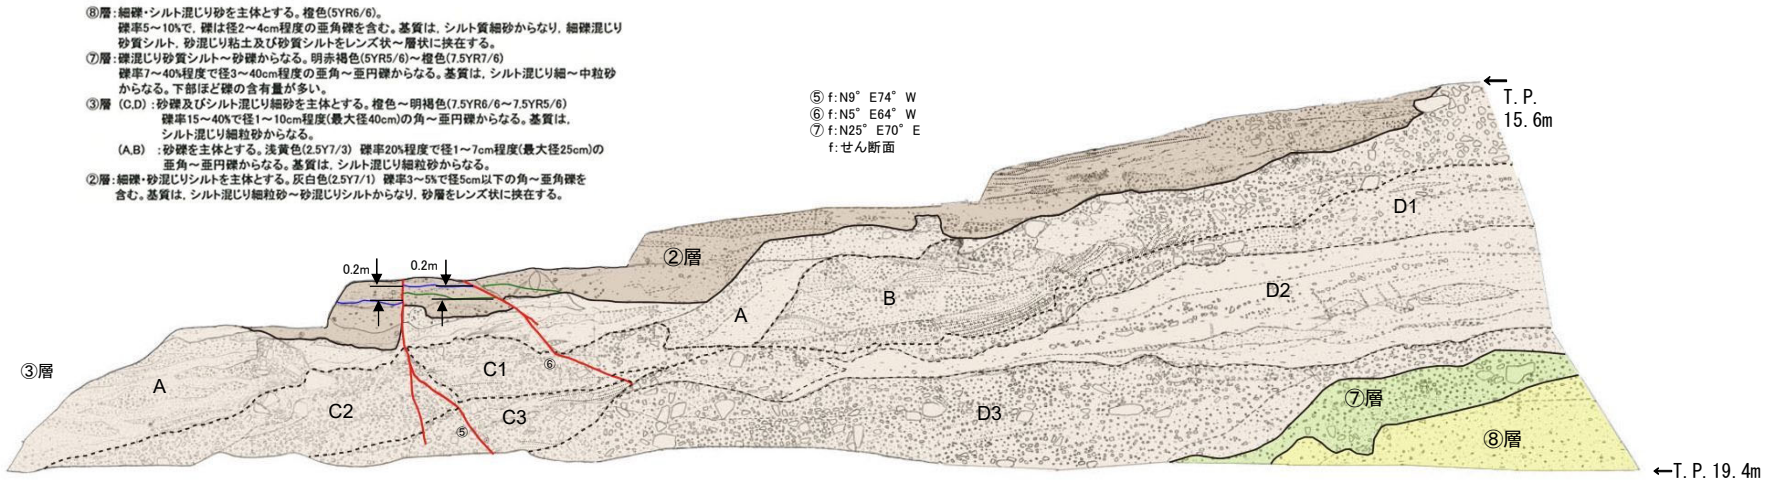 ⑧層:細礫・シルト混じり砂を主体とする。橙色(5YR6/6)。
礫率5～10%で、礫は径2～4cm程度の亜角礫を含む。基質は、シルト質細砂からなり、細礫混じり
砂質シルト、砂混じり粘土及び砂質シルトをレンズ状～層状に挟在する。
⑦層:礫混じり砂質シルト～砂礫からなる。明赤褐色(5YR5/6)～橙色(7.5YR7/6)
礫率7～40%程度で径3～40cm程度の亜角～亜円礫からなる。基質は、シルト混じり細～中粒砂
からなる。下部ほど礫の含有量が多い。
③層 (C,D) :砂礫及びシルト混じり細砂を主体とする。橙色～明褐色(7.5YR6/6～7.5YR5/6)
礫率15～40%で径1～10cm程度(最大径40cm)の角～亜円礫からなる。基質は、
シルト混じり細粒砂からなる。
(A,B) :砂礫を主体とする。浅黄色(2.5Y7/3) 礫率20%程度で径1～7cm程度(最大径25cm)の
亜角～亜円礫からなる。基質は、シルト混じり細粒砂からなる。
②層:細礫・砂混じりシルトを主体とする。灰白色(2.5Y7/1) 礫率3～5%で径5cm以下の角～亜角礫を
含む。基質は、シルト混じり細粒砂～砂混じりシルトからなり、砂層をレンズ状に挟在する。
⑤ f:N9° E74° W
⑥ f:N5° E64° W
⑦ f:N25° E70° E
f:せん断面
←T.P.
15.6m
D1
②層
0.2m
0.2m
B
D2
A
③層
A
C1
⑥
C2
C3
⑤
D3
⑦層
⑧層
←T.P.19.4m